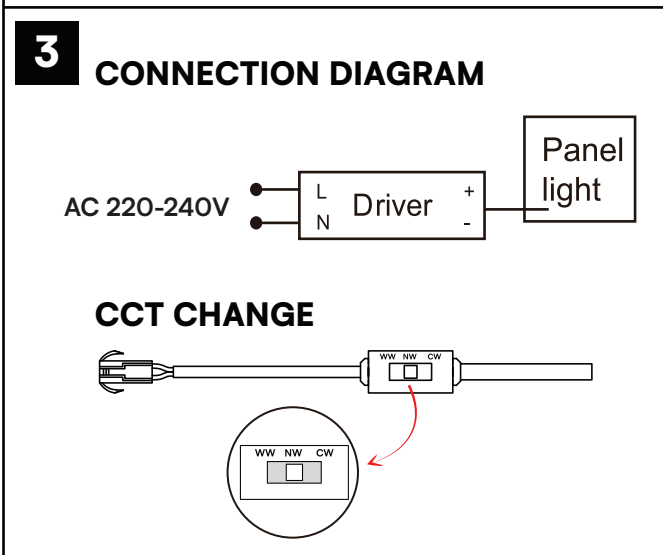 3
CONNECTION DIAGRAM
AC 220-240V
L
N
Driver
+
-
Panel
light
CCT CHANGE
WW NW CW
WW NW CW